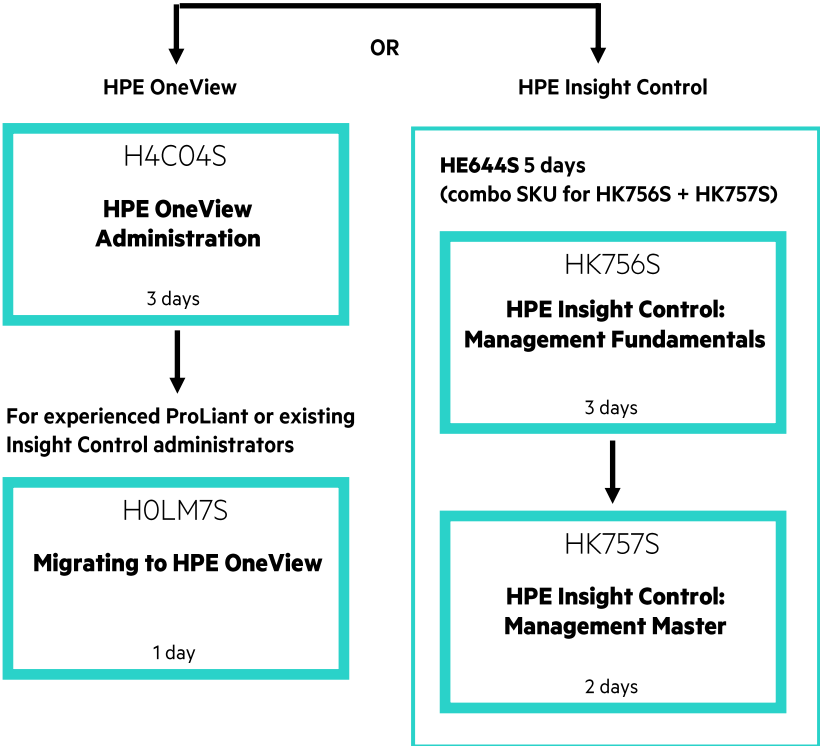 OR
HPE OneView
H4C04S
HPE OneView
Administration
3 days
For experienced ProLiant or existing
Insight Control administrators
H0LM7S
Migrating to HPE OneView
1 day
HPE Insight Control
HE644S 5 days
(combo SKU for HK756S + HK757S)
HK756S
HPE Insight Control:
Management Fundamentals
3 days
HK757S
HPE Insight Control:
Management Master
2 days